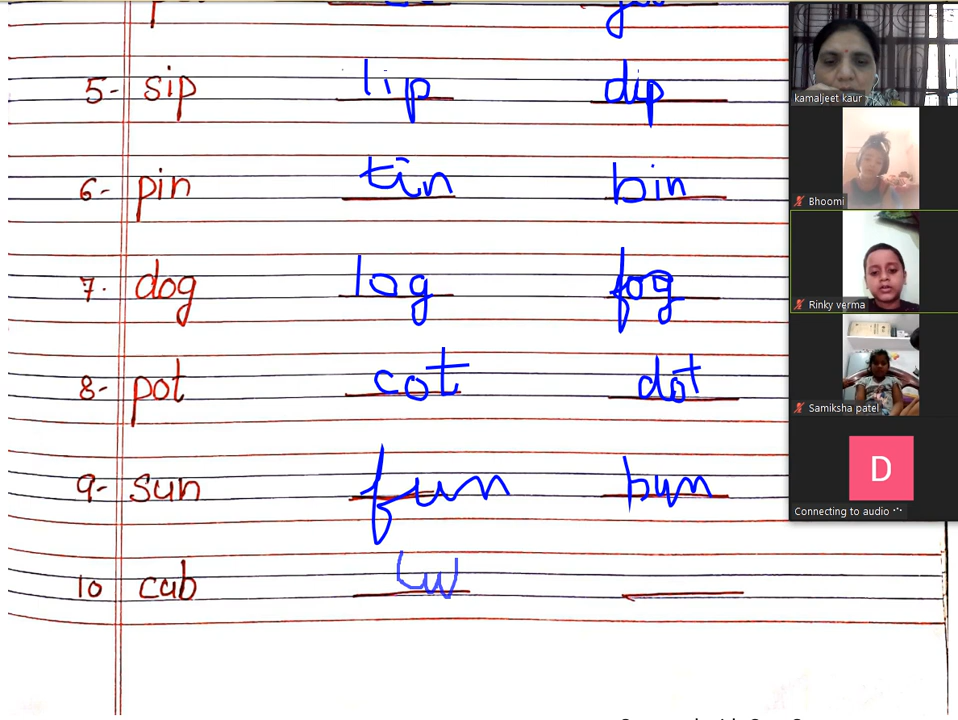 5- sip lip dip
6- pin tin bin
7. dog log fog
8- pot cot dot
9- sun fun bun
10 cab
kamaljeet kaur
Bhoomi
Rinky verma
Samiksha patel
D
Connecting to audio